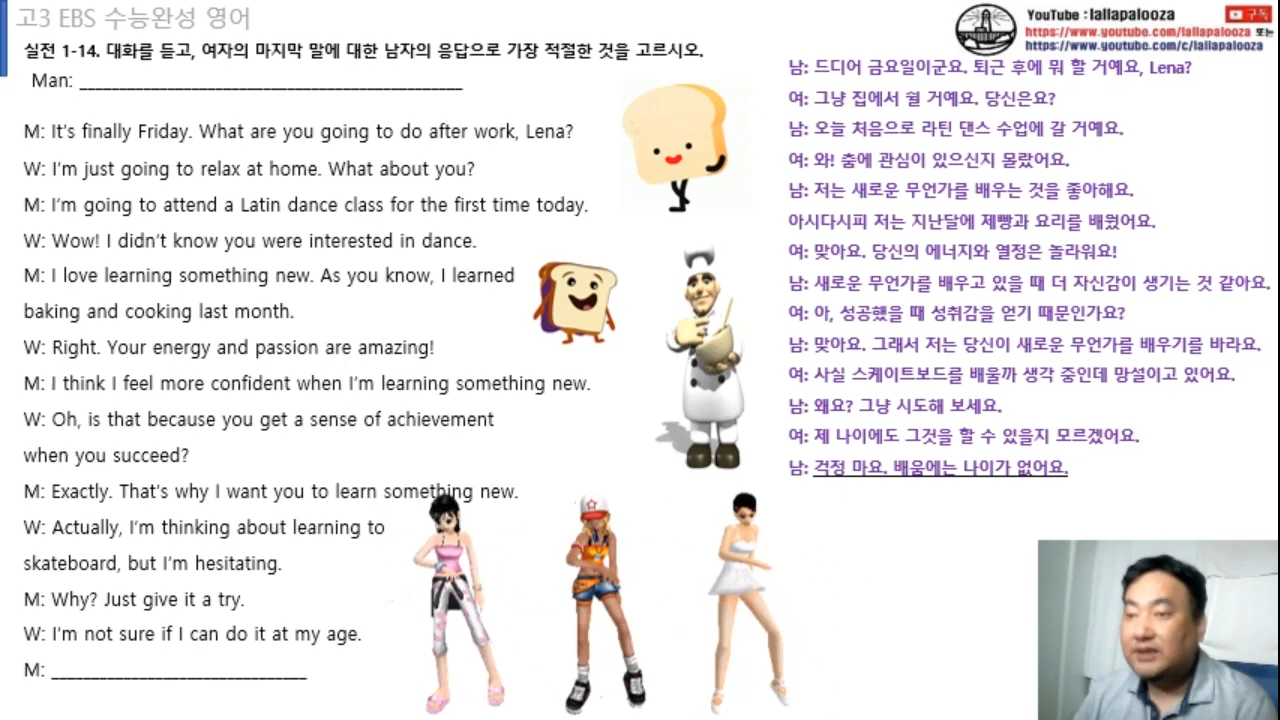 고3 EBS 수능완성 영어
YouTube : lallapalooza
구독
https://www.youtube.com/lallapalooza 또는
https://www.youtube.com/c/lallapalooza
실전 1-14. 대화를 듣고, 여자의 마지막 말에 대한 남자의 응답으로 가장 적절한 것을 고르시오.
Man: ________________________________________________
M: It's finally Friday. What are you going to do after work, Lena?
W: I'm just going to relax at home. What about you?
M: I'm going to attend a Latin dance class for the first time today.
W: Wow! I didn't know you were interested in dance.
M: I love learning something new. As you know, I learned
baking and cooking last month.
W: Right. Your energy and passion are amazing!
M: I think I feel more confident when I'm learning something new.
W: Oh, is that because you get a sense of achievement
when you succeed?
M: Exactly. That's why I want you to learn something new.
W: Actually, I'm thinking about learning to
skateboard, but I'm hesitating.
M: Why? Just give it a try.
W: I'm not sure if I can do it at my age.
M: ________________________________
남: 드디어 금요일이군요. 퇴근 후에 뭐 할 거예요, Lena?
여: 그냥 집에서 쉴 거예요. 당신은요?
남: 오늘 처음으로 라틴 댄스 수업에 갈 거예요.
여: 와! 춤에 관심이 있으신지 몰랐어요.
남: 저는 새로운 무언가를 배우는 것을 좋아해요.
아시다시피 저는 지난달에 제빵과 요리를 배웠어요.
여: 맞아요. 당신의 에너지와 열정은 놀라워요!
남: 새로운 무언가를 배우고 있을 때 더 자신감이 생기는 것 같아요.
여: 아, 성공했을 때 성취감을 얻기 때문인가요?
남: 맞아요. 그래서 저는 당신이 새로운 무언가를 배우기를 바라요.
여: 사실 스케이트보드를 배울까 생각 중인데 망설이고 있어요.
남: 왜요? 그냥 시도해 보세요.
여: 제 나이에도 그것을 할 수 있을지 모르겠어요.
남: 걱정 마요. 배움에는 나이가 없어요.